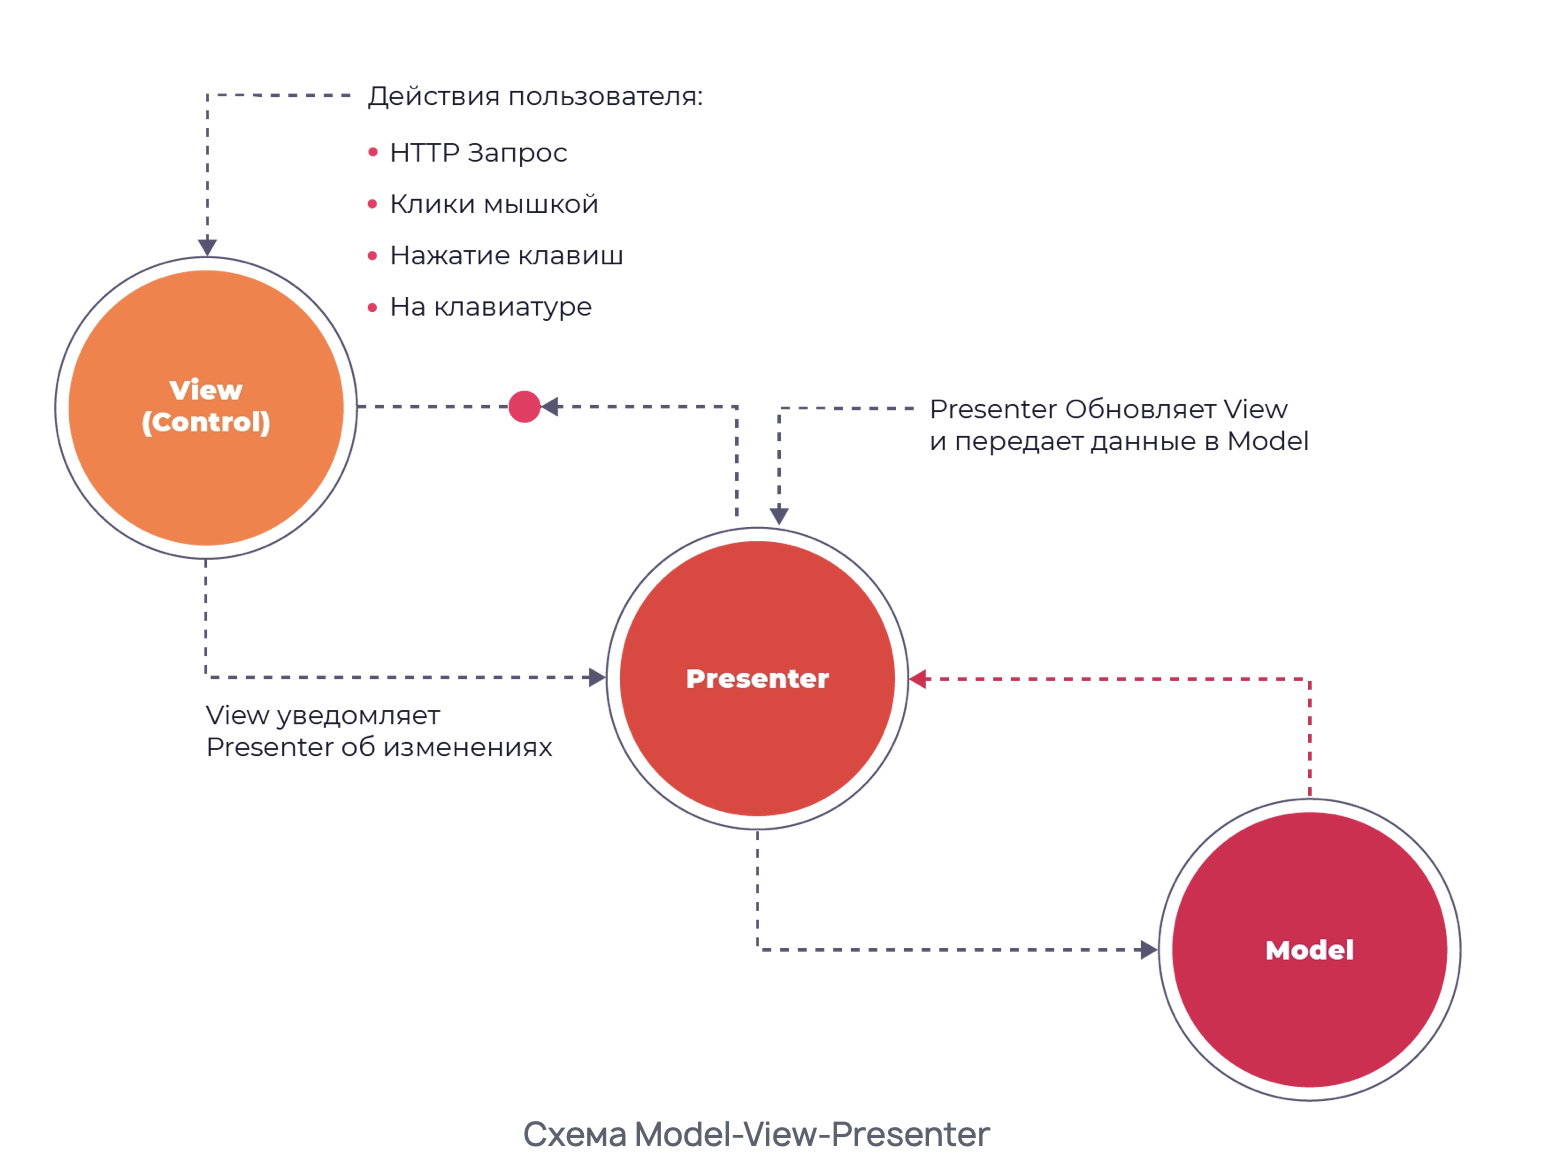 Действия пользователя:
HTTP Запрос
Клики мышкой
Нажатие клавиш
На клавиатуре
View
(Control)
Presenter Обновляет View
и передает данные в Model
Presenter
View уведомляет
Presenter об изменениях
Model
Схема Model-View-Presenter